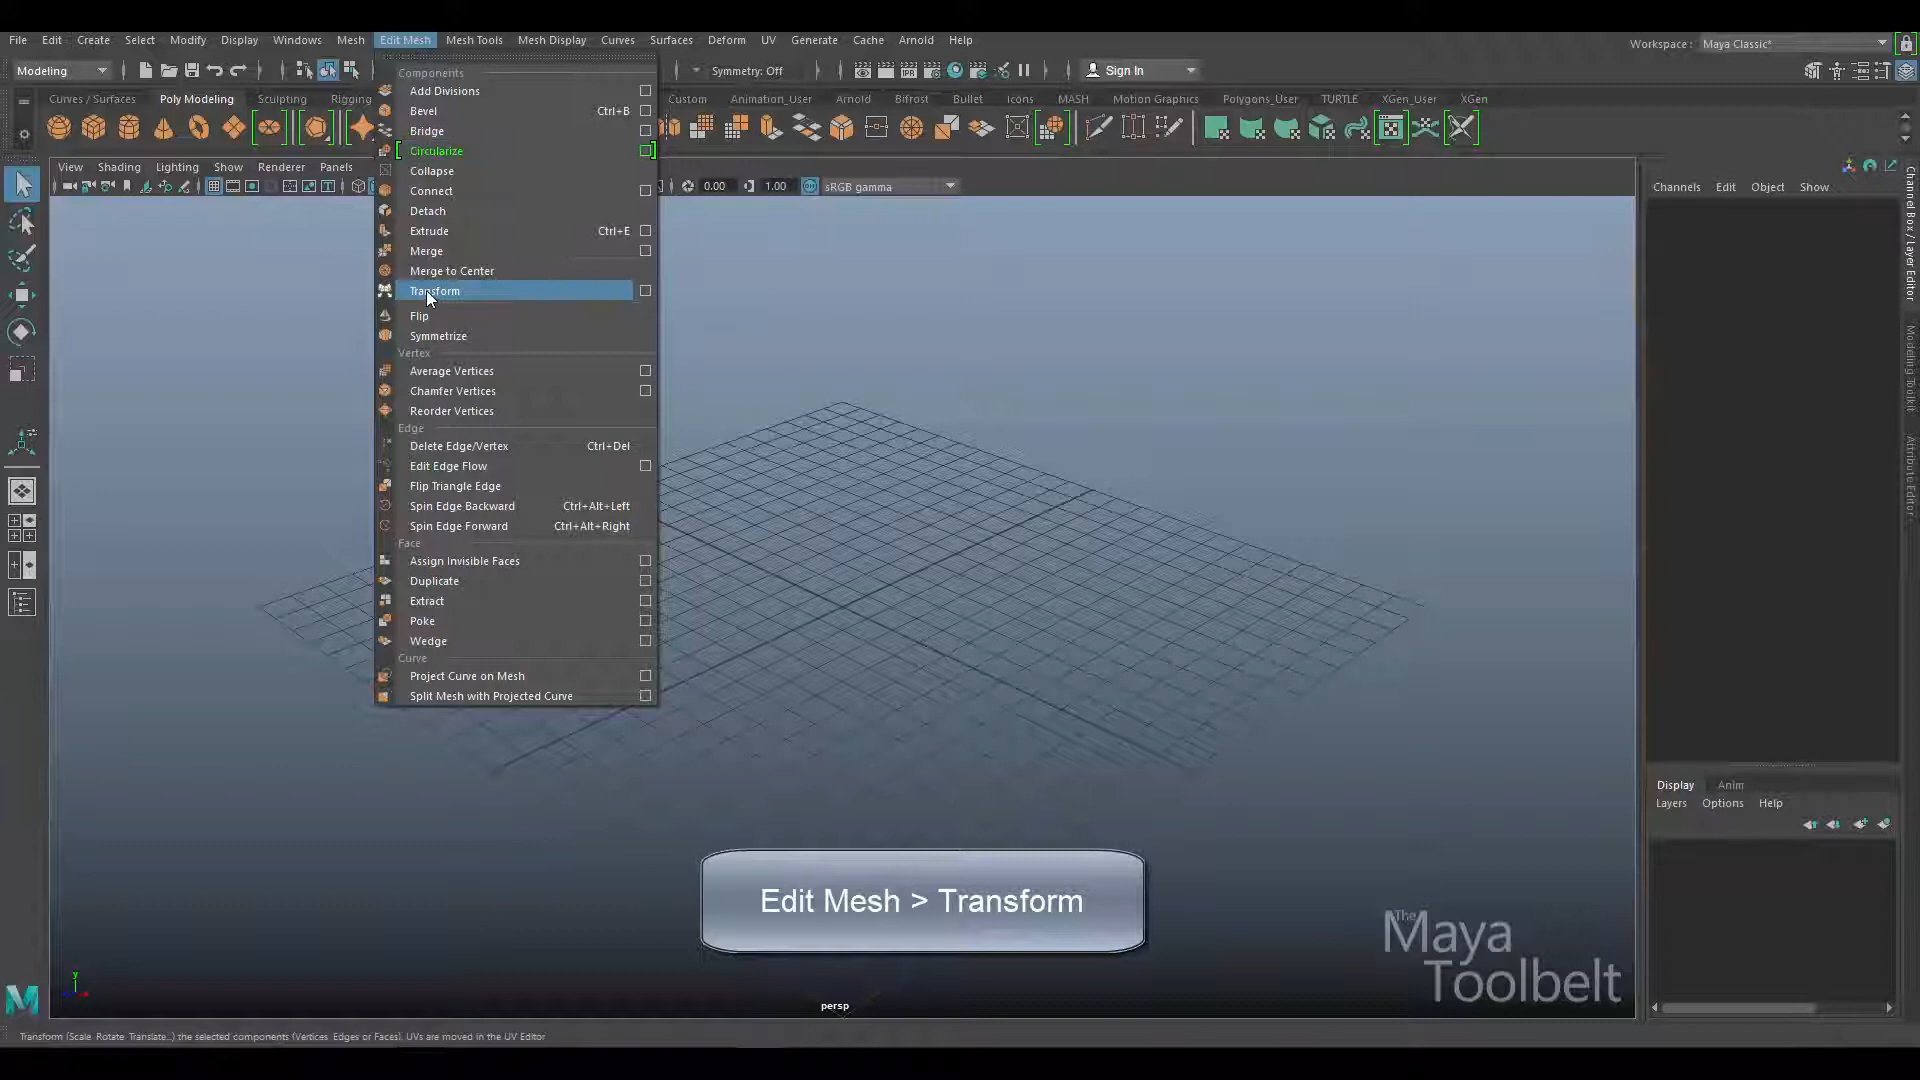 File Edit Create Select Modify Display Windows Mesh Edit Mesh Mesh Tools Mesh Display Curves Surfaces Deform UV Generate Cache Arnold Help
Workspace : Maya Classic*
Modeling
Symmetry: Off
Sign In
Curves / Surfaces Poly Modeling Sculpting Rigging
Custom Animation_User Arnold Bifrost Bullet Icons MASH Motion Graphics Polygons_User TURTLE XGen_User XGen
View Shading Lighting Show Renderer Panels
0.00 1.00 sRGB gamma
Channels Edit Object Show
Components
Add Divisions
Bevel Ctrl+B
Bridge
Circularize
Collapse
Connect
Detach
Extrude Ctrl+E
Merge
Merge to Center
Transform
Flip
Symmetrize
Vertex
Average Vertices
Chamfer Vertices
Reorder Vertices
Edge
Delete Edge/Vertex Ctrl+Del
Edit Edge Flow
Flip Triangle Edge
Spin Edge Backward Ctrl+Alt+Left
Spin Edge Forward Ctrl+Alt+Right
Face
Assign Invisible Faces
Duplicate
Extract
Poke
Wedge
Curve
Project Curve on Mesh
Split Mesh with Projected Curve
Channel Box / Layer Editor
Modeling Toolkit
Attribute Editor
Display Anim
Layers Options Help
Edit Mesh > Transform
The
Maya
Toolbelt
y
persp
Transform (Scale Rotate Translate..) the selected components (Vertices Edges or Faces). UVs are moved in the UV Editor